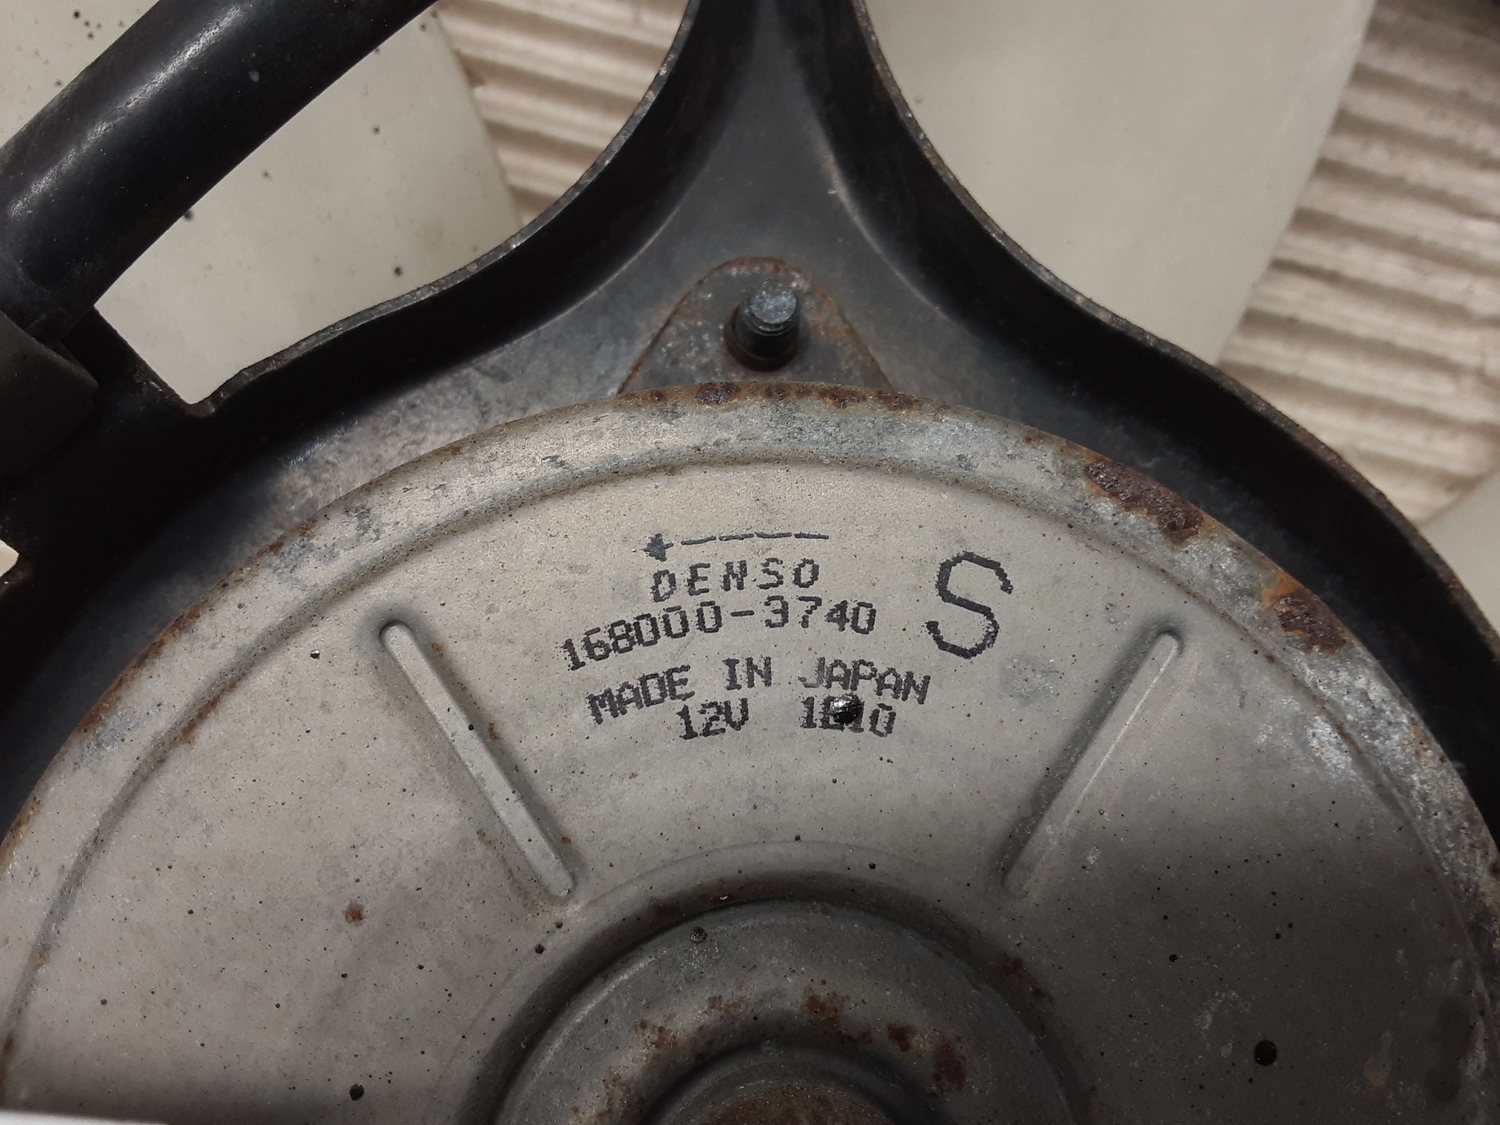 DENSO
168000-3740
S
MADE IN JAPAN
12V